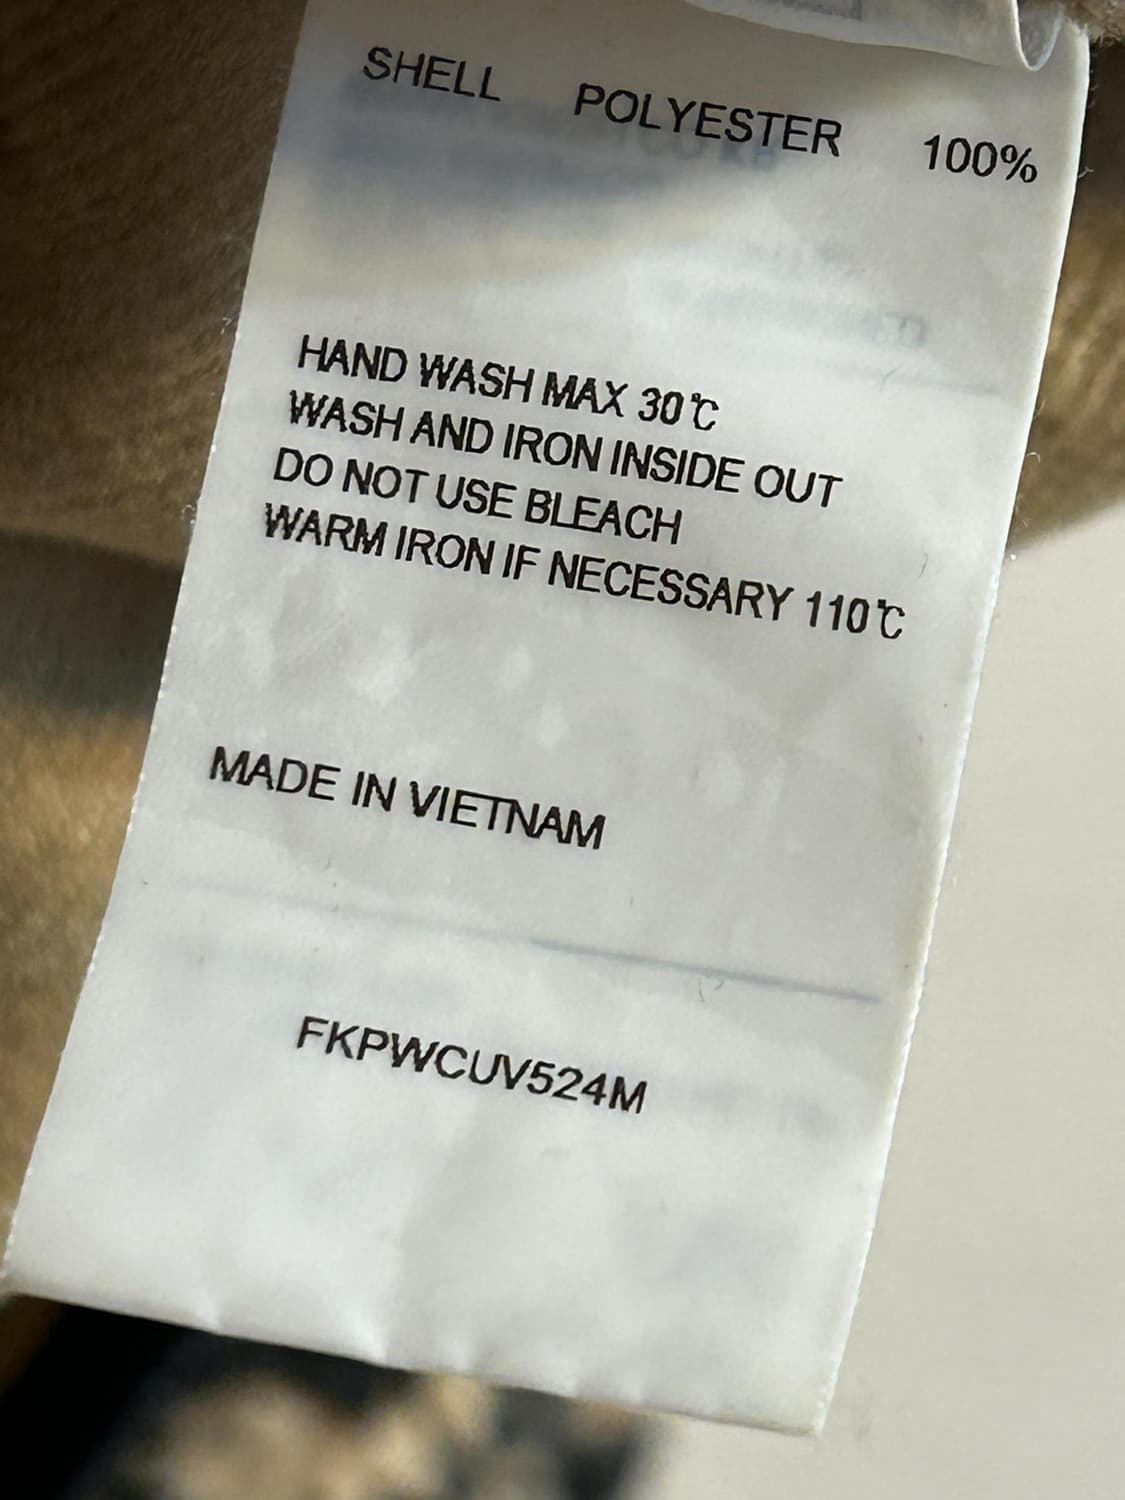 SHELL POLYESTER 100%
HAND WASH MAX 30℃
WASH AND IRON INSIDE OUT
DO NOT USE BLEACH
WARM IRON IF NECESSARY 110℃
MADE IN VIETNAM
FKPWCUV524M